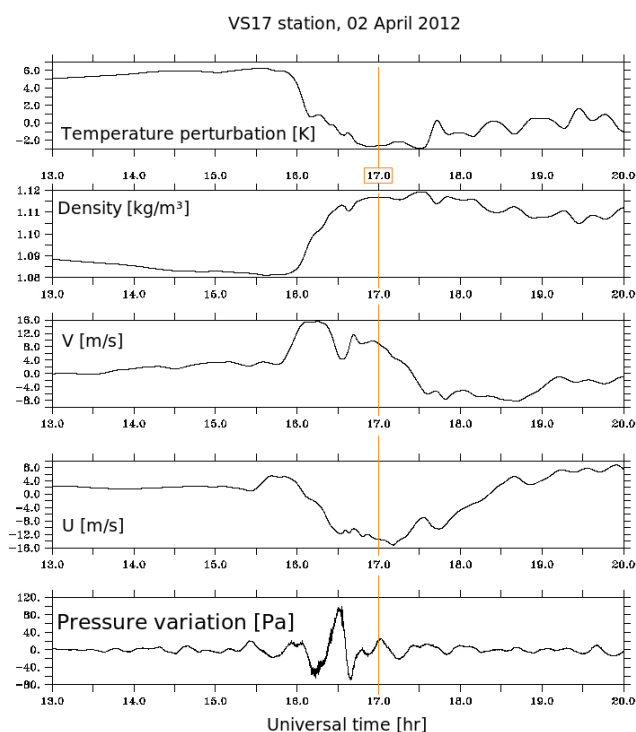 VS17 station, 02 April 2012
6.0
4.0
2.0
0.0
-2.0
Temperature perturbation [K]
13.0 14.0 15.0 16.0 17.0 18.0 19.0 20.0
1.12
1.11
1.10
1.09
1.08
Density [kg/m³]
13.0 14.0 15.0 16.0 17.0 18.0 19.0 20.0
16.0
12.0
8.0
4.0
0.0
-4.0
-8.0
V [m/s]
13.0 14.0 15.0 16.0 17.0 18.0 19.0 20.0
8.0
4.0
0.0
-4.0
-8.0
-12.0
-16.0
U [m/s]
13.0 14.0 15.0 16.0 17.0 18.0 19.0 20.0
120.
80.
40.
0.
-40.
-80.
Pressure variation [Pa]
13.0 14.0 15.0 16.0 17.0 18.0 19.0 20.0
Universal time [hr]